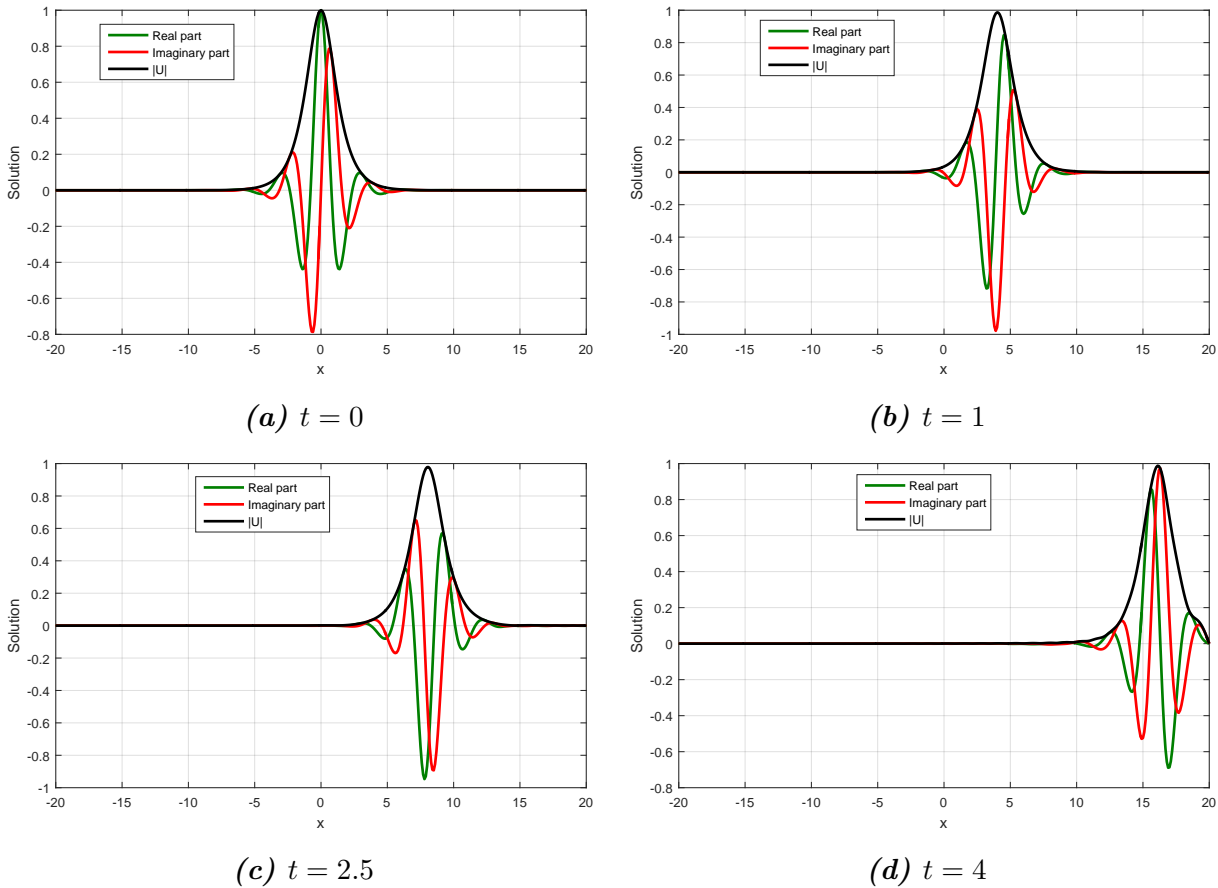 1
0.8
0.6
0.4
0.2
0
-0.2
-0.4
-0.6
-0.8
Solution
Real part
Imaginary part
|U|
-20 -15 -10 -5 0 5 10 15 20
x
(a) t = 0
1
0.8
0.6
0.4
0.2
0
-0.2
-0.4
-0.6
-0.8
-1
Solution
Real part
Imaginary part
|U|
-20 -15 -10 -5 0 5 10 15 20
x
(b) t = 1
1
0.8
0.6
0.4
0.2
0
-0.2
-0.4
-0.6
-0.8
-1
Solution
Real part
Imaginary part
|U|
-20 -15 -10 -5 0 5 10 15 20
x
(c) t = 2.5
1
0.8
0.6
0.4
0.2
0
-0.2
-0.4
-0.6
-0.8
Solution
Real part
Imaginary part
|U|
-20 -15 -10 -5 0 5 10 15 20
x
(d) t = 4